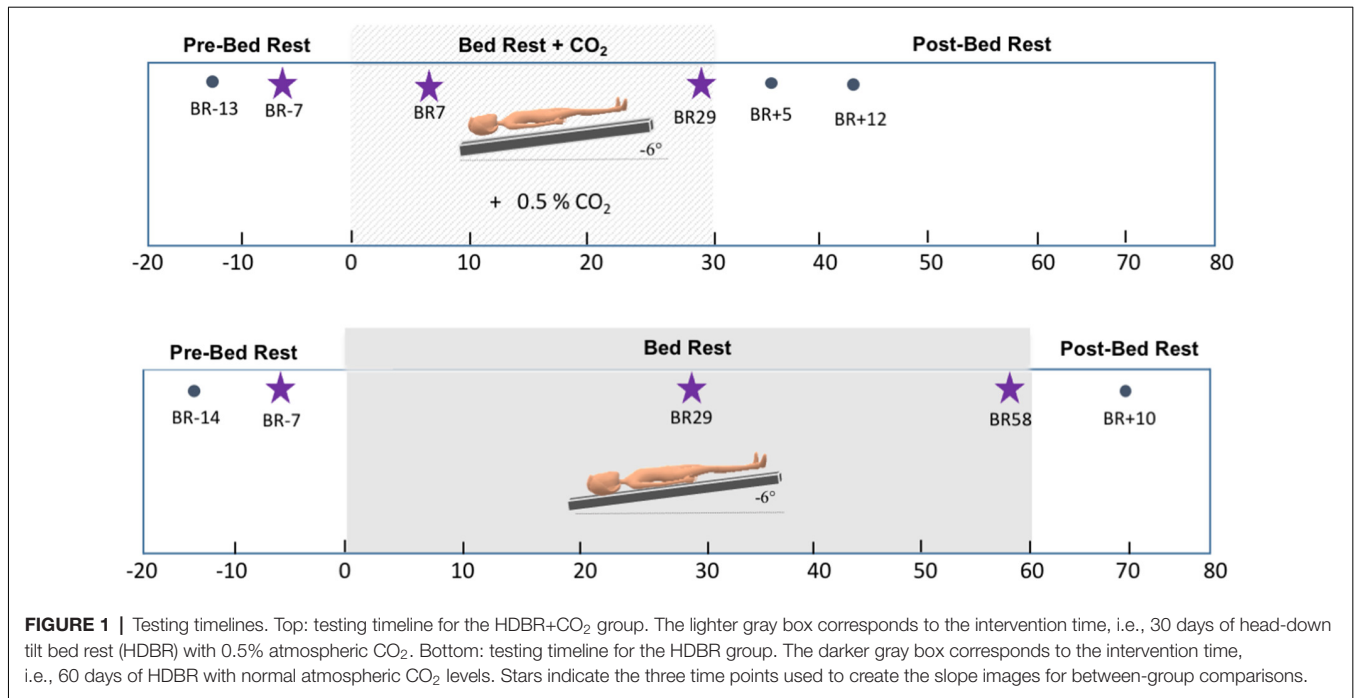 Pre-Bed Rest Bed Rest + CO₂ Post-Bed Rest
BR-13 BR-7 BR7 BR29 BR+5 BR+12
-6°
+ 0.5 % CO₂
-20 -10 0 10 20 30 40 50 60 70 80
Pre-Bed Rest Bed Rest Post-Bed Rest
BR-14 BR-7 BR29 BR58 BR+10
-6°
-20 -10 0 10 20 30 40 50 60 70 80
FIGURE 1 | Testing timelines. Top: testing timeline for the HDBR+CO₂ group. The lighter gray box corresponds to the intervention time, i.e., 30 days of head-down
tilt bed rest (HDBR) with 0.5% atmospheric CO₂. Bottom: testing timeline for the HDBR group. The darker gray box corresponds to the intervention time,
i.e., 60 days of HDBR with normal atmospheric CO₂ levels. Stars indicate the three time points used to create the slope images for between-group comparisons.